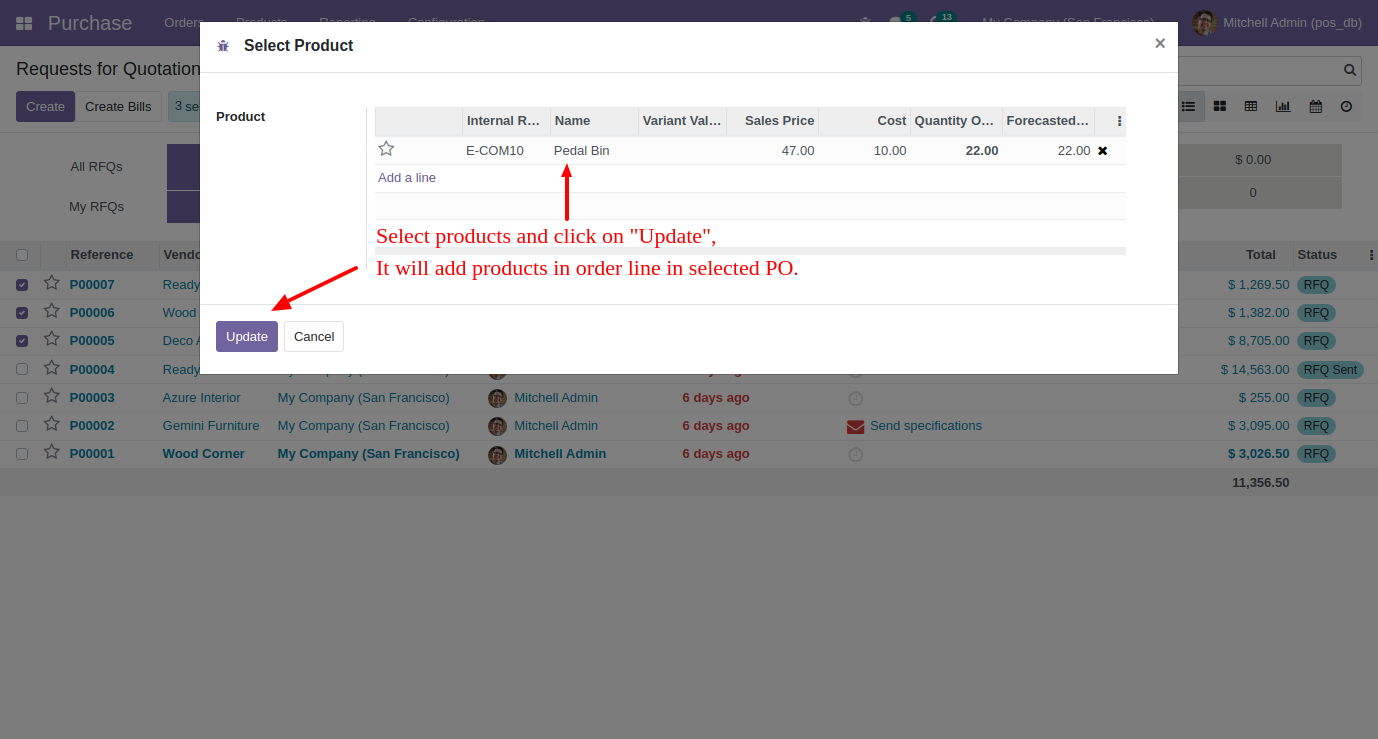 Purchase Orders Products Reporting Configuration 5 13 My Company (San Francisco) Mitchell Admin (pos_db)
Select Product ×
Requests for Quotation
Create Create Bills 3 se
Product
Internal R... Name Variant Val... Sales Price Cost Quantity O... Forecasted...
E-COM10 Pedal Bin 47.00 10.00 22.00 22.00
Add a line
Select products and click on "Update",
It will add products in order line in selected PO.
Update Cancel
All RFQs $ 0.00
My RFQs 0
Reference Vendo Total Status
P00007 Ready $ 1,269.50 RFQ
P00006 Wood $ 1,382.00 RFQ
P00005 Deco A $ 8,705.00 RFQ
P00004 Ready My Company (San Francisco) ago $ 14,563.00 RFQ Sent
P00003 Azure Interior My Company (San Francisco) Mitchell Admin 6 days ago $ 255.00 RFQ
P00002 Gemini Furniture My Company (San Francisco) Mitchell Admin 6 days ago Send specifications $ 3,095.00 RFQ
P00001 Wood Corner My Company (San Francisco) Mitchell Admin 6 days ago $ 3,026.50 RFQ
11,356.50